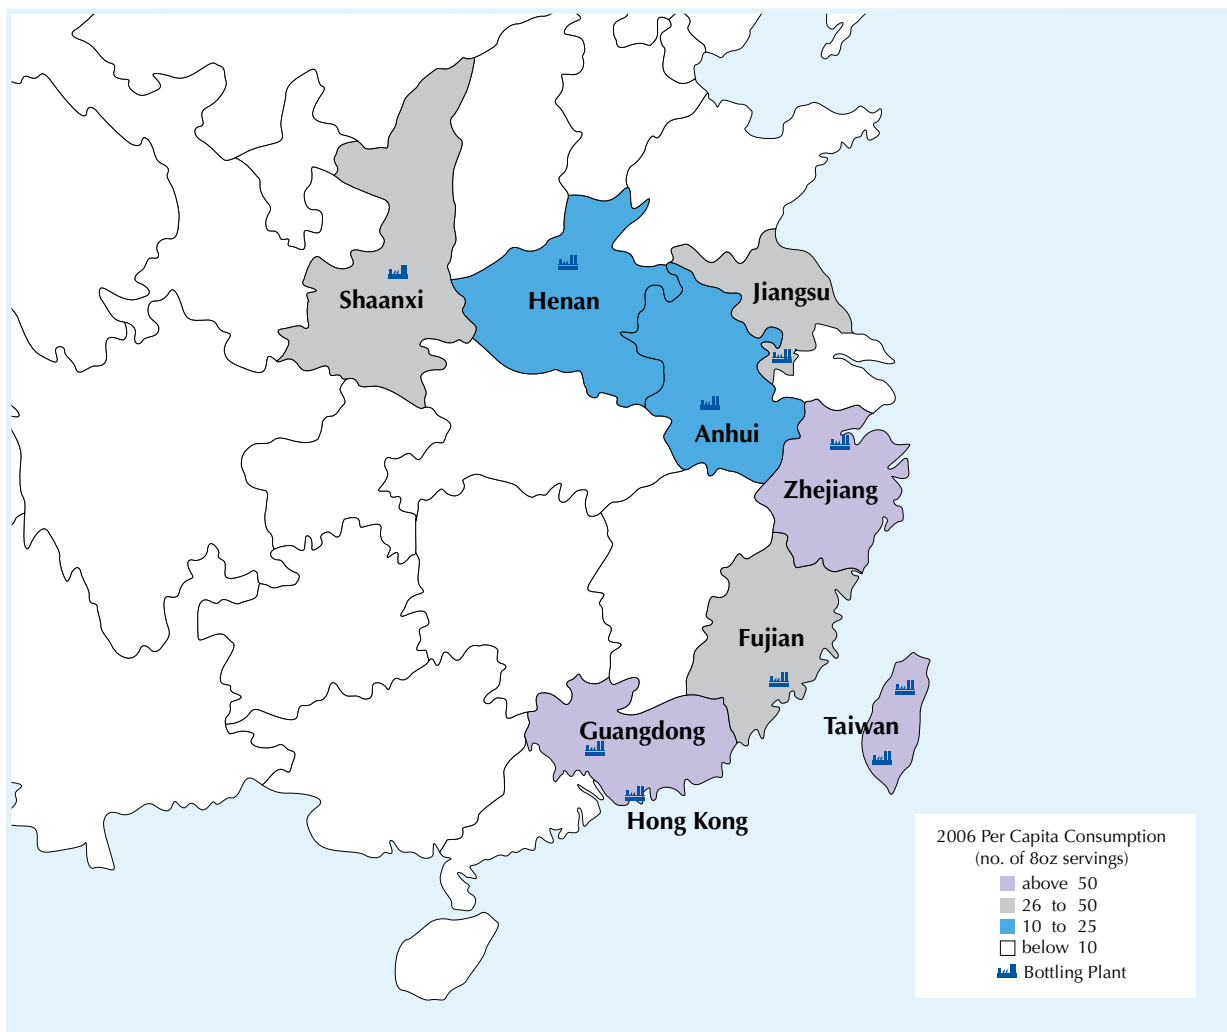 Shaanxi
Henan
Jiangsu
Anhui
Zhejiang
Fujian
Taiwan
Guangdong
Hong Kong
2006 Per Capita Consumption
(no. of 8oz servings)
above 50
26 to 50
10 to 25
below 10
Bottling Plant